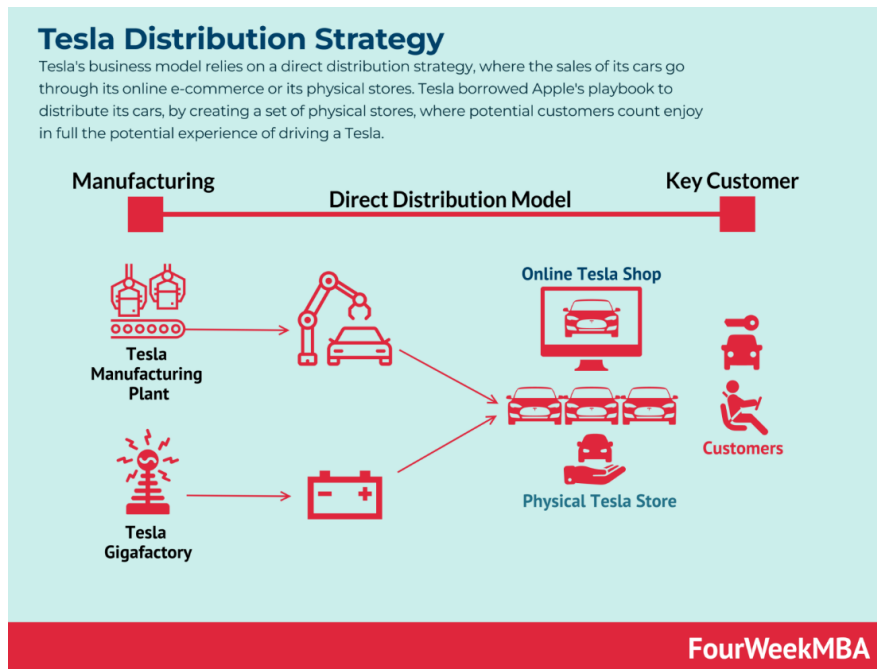 Tesla Distribution Strategy
Tesla's business model relies on a direct distribution strategy, where the sales of its cars go
through its online e-commerce or its physical stores. Tesla borrowed Apple's playbook to
distribute its cars, by creating a set of physical stores, where potential customers count enjoy
in full the potential experience of driving a Tesla.
Manufacturing
Direct Distribution Model
Key Customer
Online Tesla Shop
Tesla
Manufacturing
Plant
Customers
Physical Tesla Store
Tesla
Gigafactory
FourWeekMBA